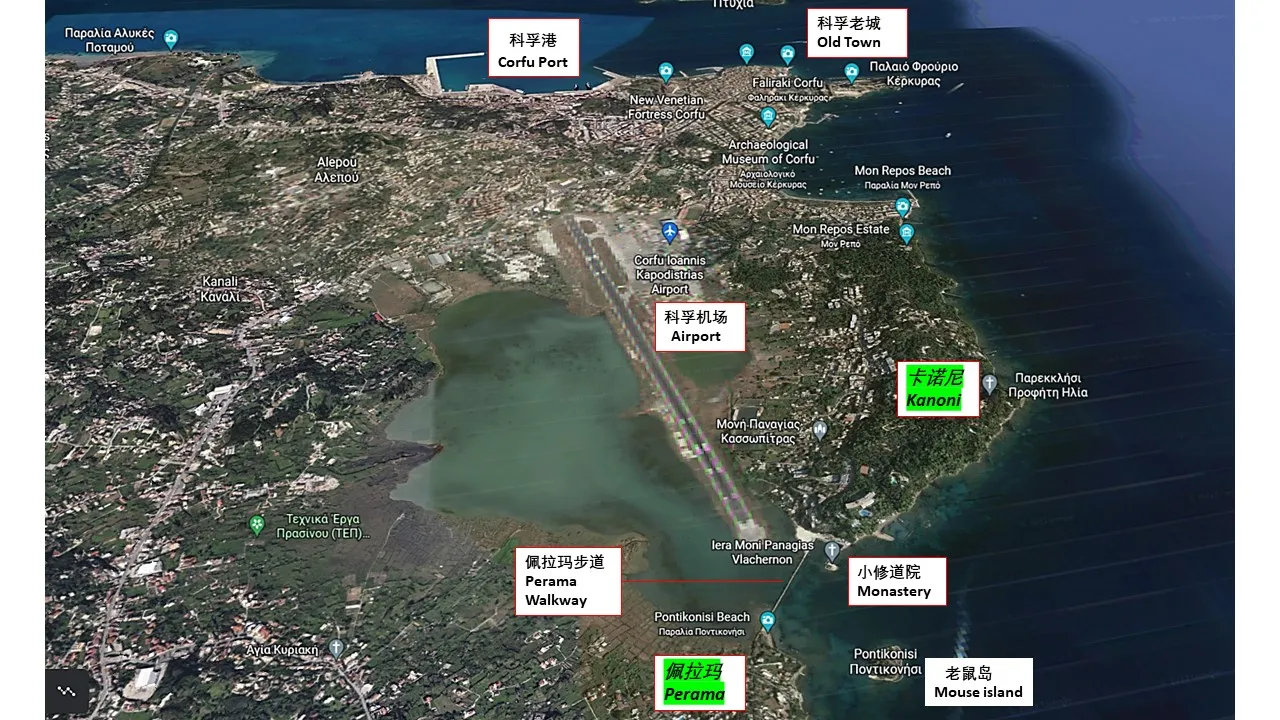 Πτυχία
Παραλία Αλυκές
Ποταμού
科孚港
Corfu Port
科孚老城
Old Town
Παλαιό Φρούριο
Κέρκυρας
Faliraki Corfu
Φαληράκι Κέρκυρας
New Venetian
Fortress Corfu
Archaeological
Museum of Corfu
Αρχαιολογικό
Μουσείο Κέρκυρας
Alepou
Αλεπού
Mon Repos Beach
Παραλία Μον Ρεπό
Mon Repos Estate
Μον Ρεπό
Corfu Ioannis
Kapodistrias
Airport
Kanali
Κανάλι
科孚机场
Airport
卡诺尼
Kanoni
Παρεκκλήσι
Προφήτη Ηλία
Μονή Παναγίας
Κασσωπίτρας
Τεχνικά Έργα
Πρασίνου (ΤΕΠ)...
Iera Moni Panagias
Vlachernon
佩拉玛步道
Perama
Walkway
小修道院
Monastery
Pontikonisi Beach
Παραλία Ποντικονήσι
Αγία Κυριακή
佩拉玛
Perama
Pontikonisi
Ποντικονήσι
老鼠岛
Mouse island